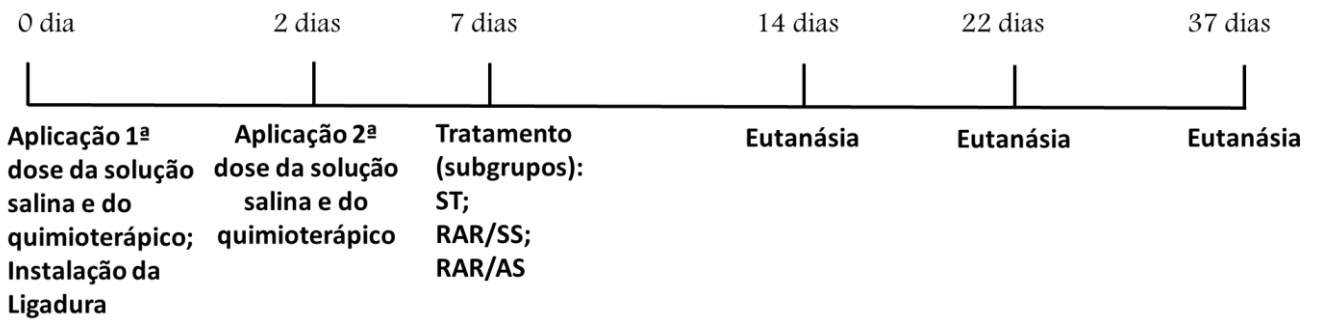 0 dia
2 dias
7 dias
14 dias
22 dias
37 dias
Aplicação 1ª
dose da solução
salina e do
quimioterápico;
Instalação da
Ligadura
Aplicação 2ª
dose da solução
salina e do
quimioterápico
Tratamento
(subgrupos):
ST;
RAR/SS;
RAR/AS
Eutanásia
Eutanásia
Eutanásia